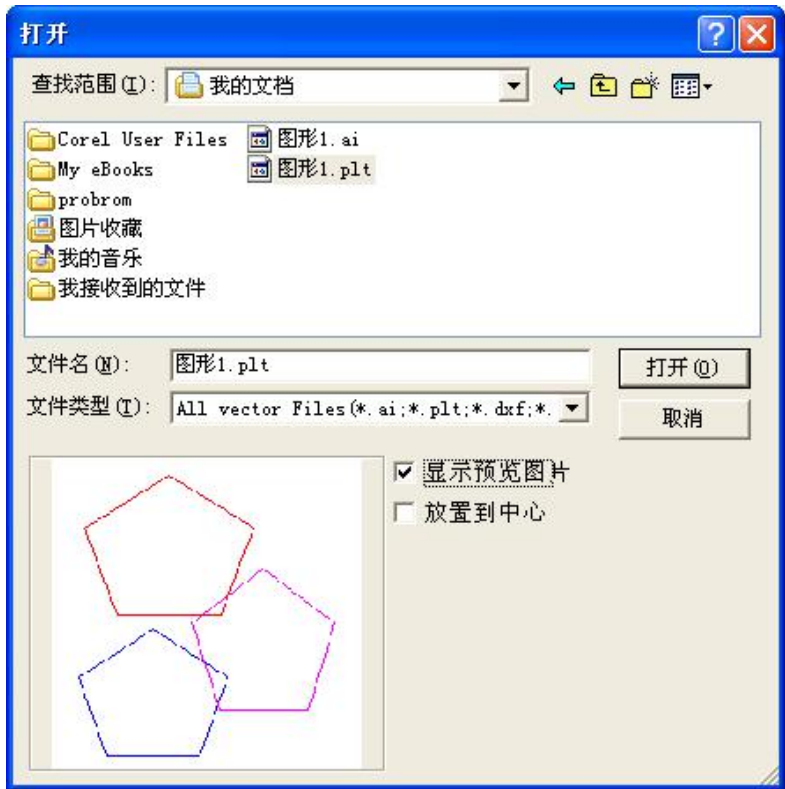 打开
查找范围(I): 我的文档
Corel User Files 图形1.ai
My eBooks 图形1.plt
probrom
图片收藏
我的音乐
我接收到的文件
文件名(N): 图形1.plt 打开(O)
文件类型(T): All vector Files(*.ai;*.plt;*.dxf;*. 取消
显示预览图片
放置到中心